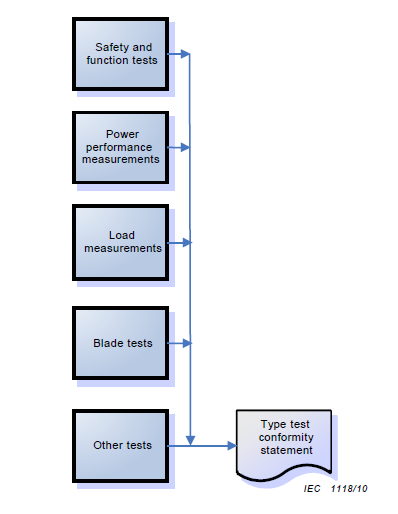 Safety and
function tests
Power
performance
measurements
Load
measurements
Blade tests
Other tests
Type test
conformity
statement
IEC 1118/10